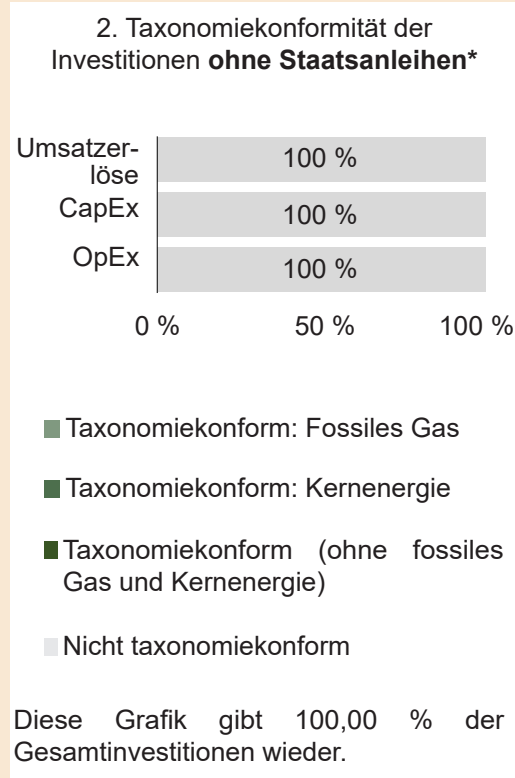 2. Taxonomiekonformität der
Investitionen ohne Staatsanleihen*
Umsatzer-
löse
100 %
CapEx
100 %
OpEx
100 %
0 %
50 %
100 %
Taxonomiekonform: Fossiles Gas
Taxonomiekonform: Kernenergie
Taxonomiekonform (ohne fossiles
Gas und Kernenergie)
Nicht taxonomiekonform
Diese Grafik gibt 100,00 % der
Gesamtinvestitionen wieder.